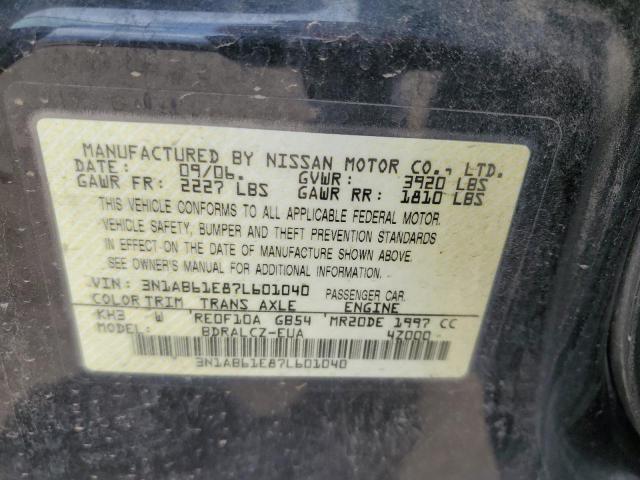 MANUFACTURED BY NISSAN MOTOR CO., LTD.
DATE: 09/06. GVWR: 3920 LBS
GAWR FR: 2227 LBS GAWR RR: 1810 LBS
THIS VEHICLE CONFORMS TO ALL APPLICABLE FEDERAL MOTOR
VEHICLE SAFETY, BUMPER AND THEFT PREVENTION STANDARDS
IN EFFECT ON THE DATE OF MANUFACTURE SHOWN ABOVE.
SEE OWNER'S MANUAL FOR ADDITIONAL INFORMATION.
VIN: 3N1AB61E87L601040 PASSENGER CAR
COLOR TRIM TRANS AXLE ENGINE
KH3 W RE0F10A GB54 MR20DE 1997 CC
MODEL: BDRALCZ-EUA 4Z000
3N1AB61E87L601040